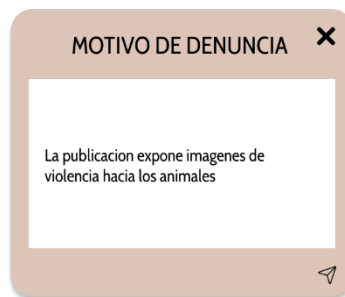 MOTIVO DE DENUNCIA
La publicacion expone imagenes de
violencia hacia los animales